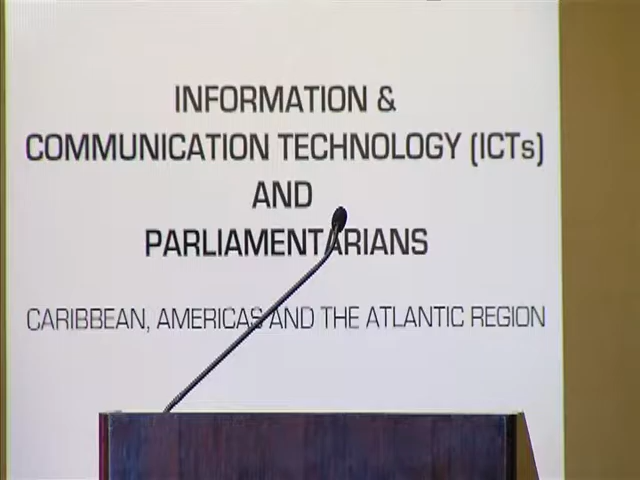 INFORMATION &
COMMUNICATION TECHNOLOGY (ICTs)
AND
PARLIAMENTARIANS
CARIBBEAN, AMERICAS AND THE ATLANTIC REGION